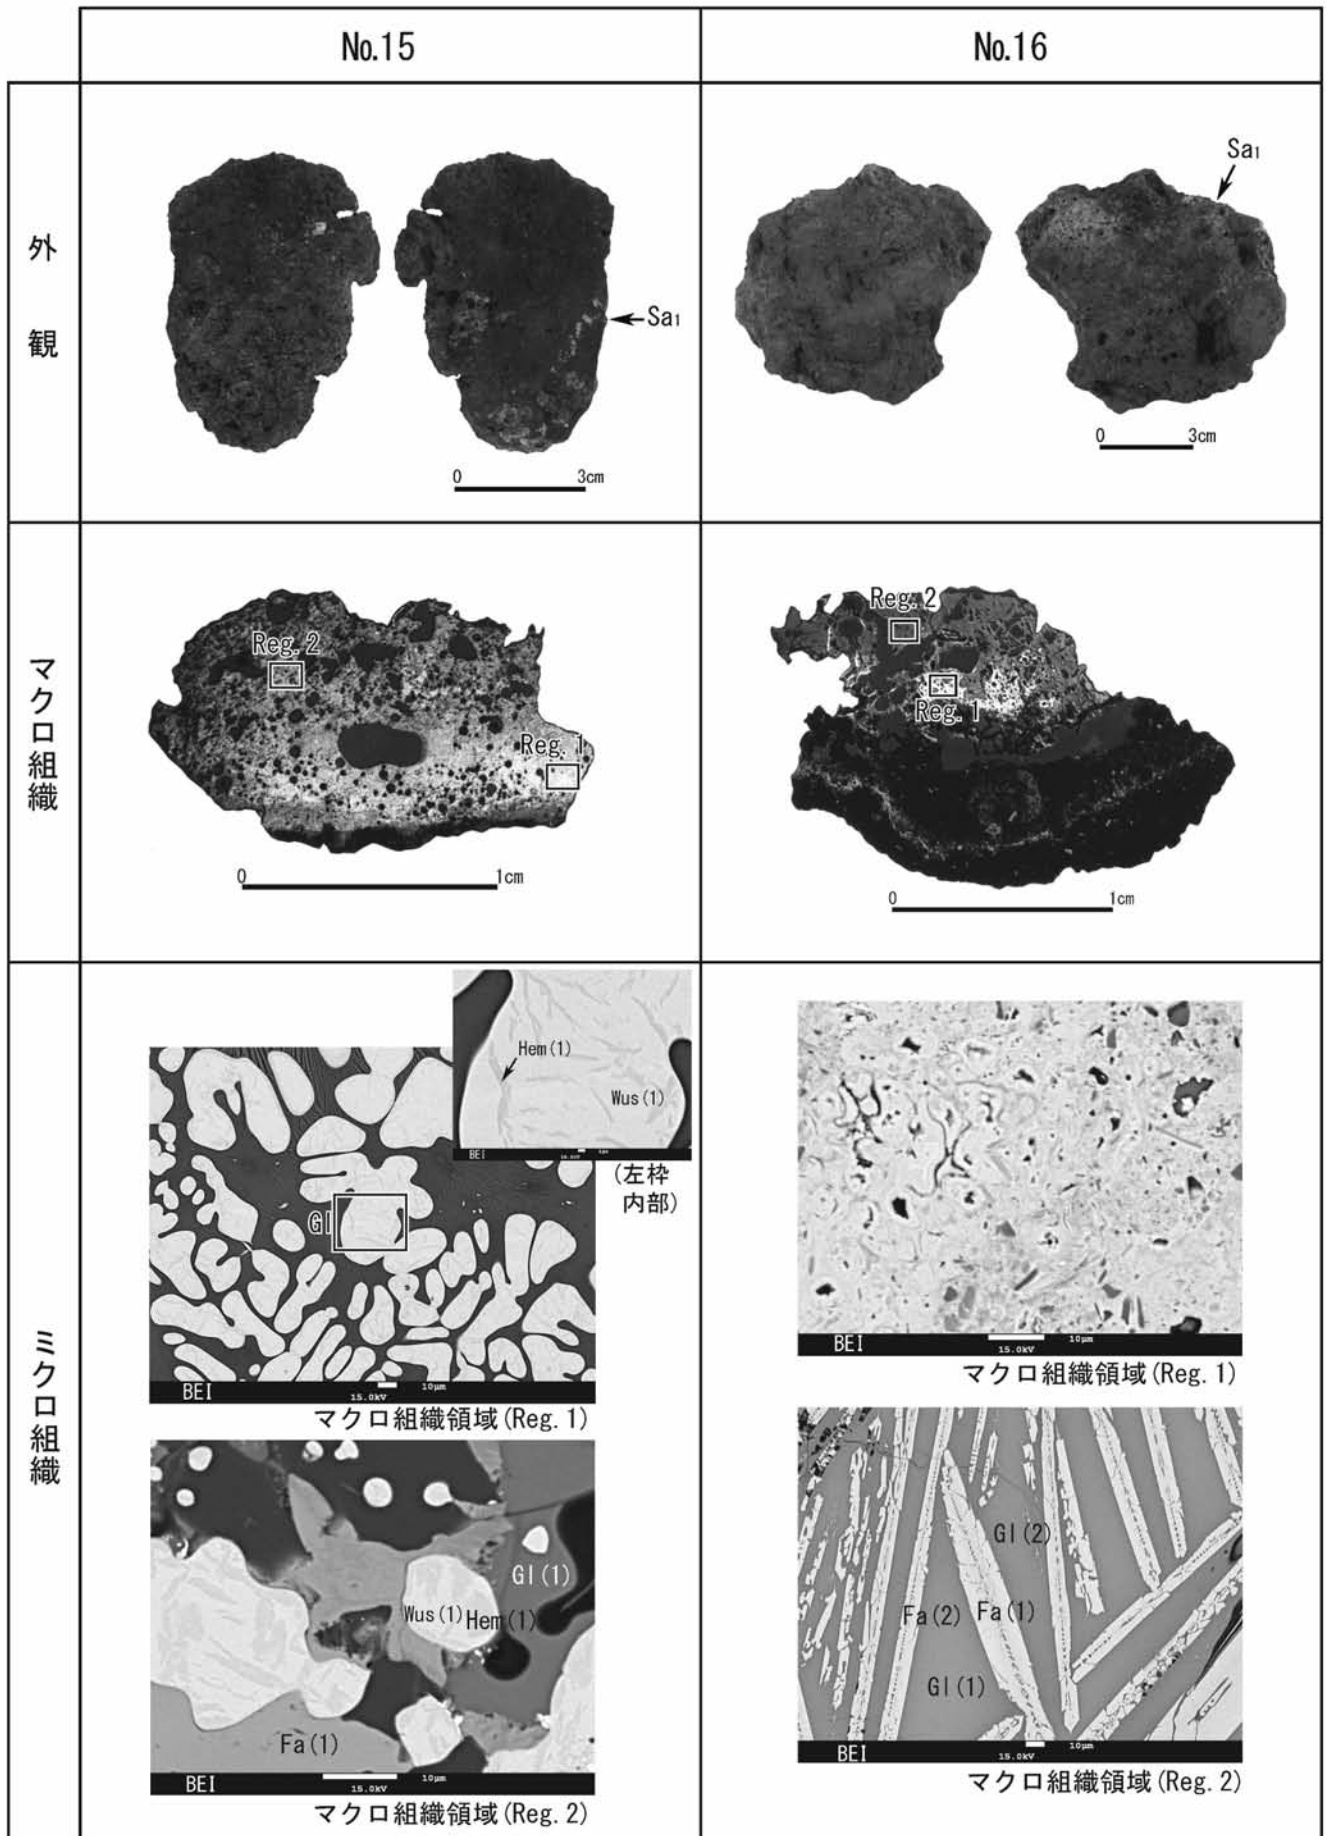 No.15
No.16
外観
Sa₁
0 3cm
Sa₁
0 3cm
マクロ組織
Reg. 2
Reg. 1
0 1cm
Reg. 2
Reg. 1
0 1cm
ミクロ組織
Hem(1)
Wus(1)
BEI
(左枠
内部)
Gl
BEI 15.0kV 10μm
マクロ組織領域(Reg. 1)
Gl(1)
Wus(1) Hem(1)
Fa(1)
BEI 15.0kV 10μm
マクロ組織領域(Reg. 2)
BEI 15.0kV 10μm
マクロ組織領域(Reg. 1)
Gl(2)
Fa(2) Fa(1)
Gl(1)
BEI 15.0kV 10μm
マクロ組織領域(Reg. 2)